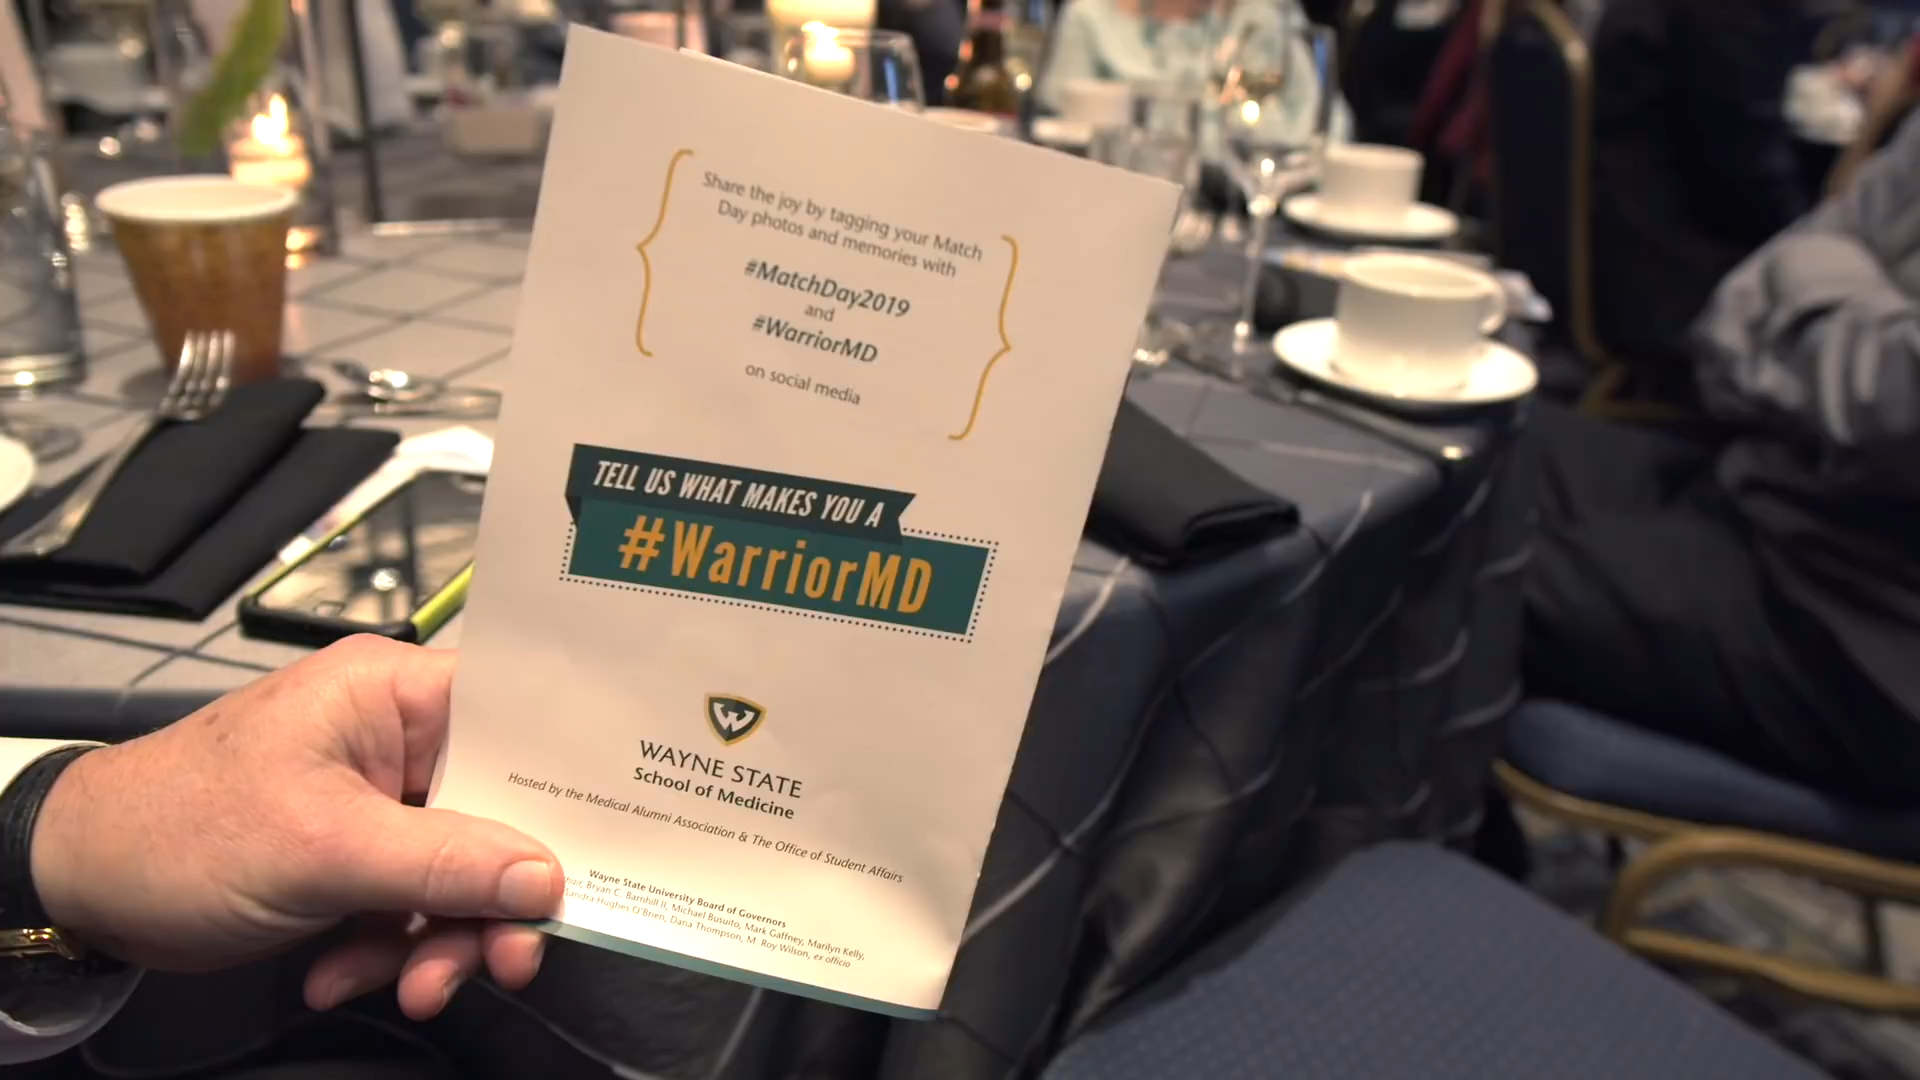 Share the joy by tagging your Match
Day photos and memories with
#MatchDay2019
and
#WarriorMD
on social media
TELL US WHAT MAKES YOU A
#WarriorMD
W
WAYNE STATE
School of Medicine
Hosted by the Medical Alumni Association & The Office of Student Affairs
Wayne State University Board of Governors
Bryan C. Barnhill II, Michael Busuito, Mark Gaffney, Marilyn Kelly,
Sandra Hughes O'Brien, Dana Thompson, M. Roy Wilson, ex officio